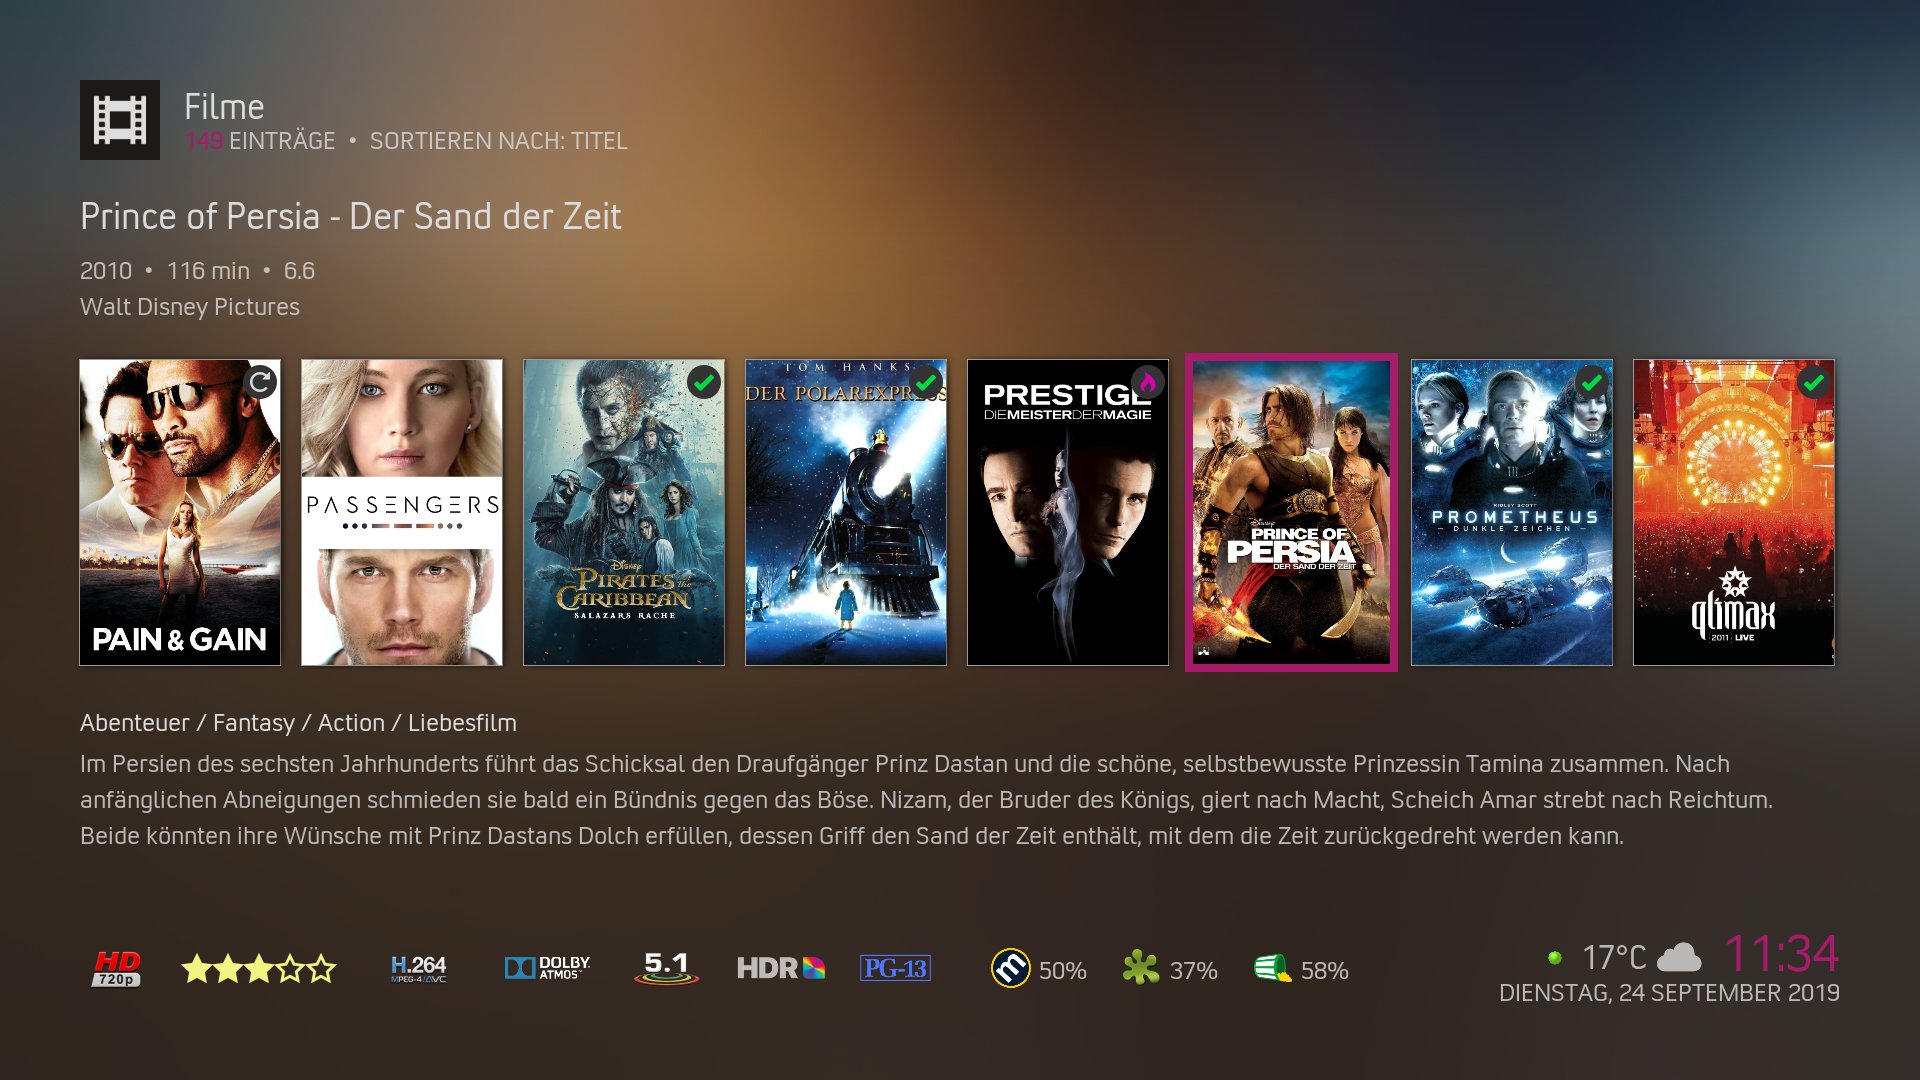 Filme
149 EINTRÄGE • SORTIEREN NACH: TITEL
Prince of Persia - Der Sand der Zeit
2010 • 116 min • 6.6
Walt Disney Pictures
PAIN & GAIN
PASSENGERS
DISNEY
PIRATES of the
CARIBBEAN
SALAZARS RACHE
TOM HANKS
DER POLAREXPRESS
PRESTIGE
DIE MEISTER DER MAGIE
Disney
PRINCE OF
PERSIA
DER SAND DER ZEIT
RIDLEY SCOTT
PROMETHEUS
– DUNKLE ZEICHEN –
qlimax
2011 LIVE
Abenteuer / Fantasy / Action / Liebesfilm
Im Persien des sechsten Jahrhunderts führt das Schicksal den Draufgänger Prinz Dastan und die schöne, selbstbewusste Prinzessin Tamina zusammen. Nach
anfänglichen Abneigungen schmieden sie bald ein Bündnis gegen das Böse. Nizam, der Bruder des Königs, giert nach Macht, Scheich Amar strebt nach Reichtum.
Beide könnten ihre Wünsche mit Prinz Dastans Dolch erfüllen, dessen Griff den Sand der Zeit enthält, mit dem die Zeit zurückgedreht werden kann.
HD
720p
H.264
MPEG-4/AVC
DOLBY
ATMOS
5.1
HDR
PG-13
m 50%
37%
58%
17°C 11:34
DIENSTAG, 24 SEPTEMBER 2019